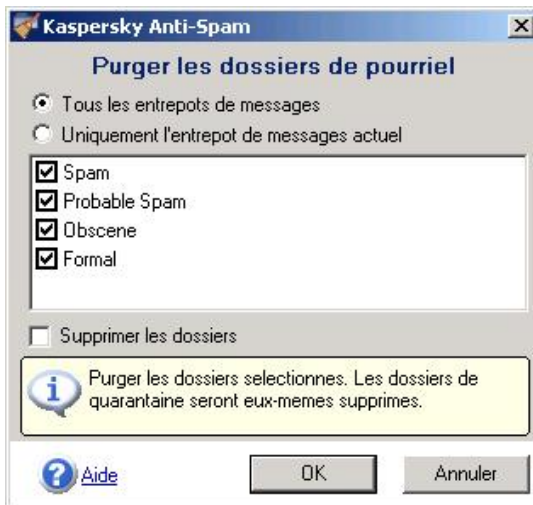 Kaspersky Anti-Spam
Purger les dossiers de pourriel
Tous les entrepots de messages
Uniquement l'entrepot de messages actuel
Spam
Probable Spam
Obscene
Formal
Supprimer les dossiers
Purger les dossiers selectionnes. Les dossiers de
quarantaine seront eux-memes supprimes.
Aide
OK
Annuler